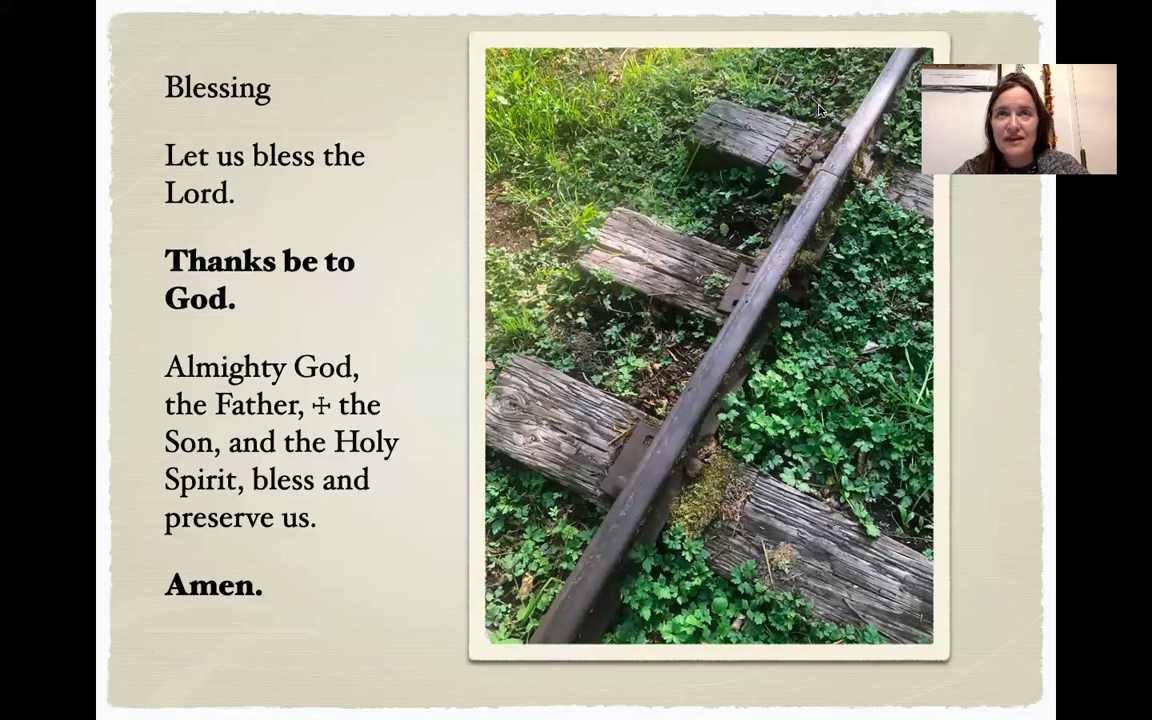 Blessing
Let us bless the
Lord.
Thanks be to
God.
Almighty God,
the Father, ☩ the
Son, and the Holy
Spirit, bless and
preserve us.
Amen.